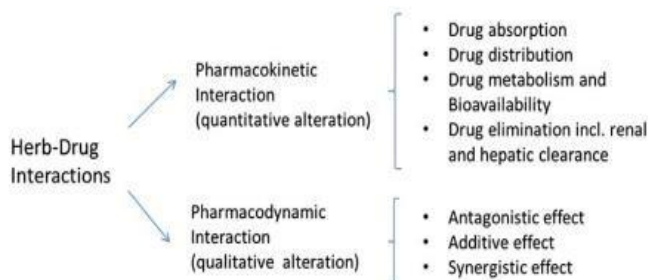 Herb-Drug
Interactions
Pharmacokinetic
Interaction
(quantitative alteration)
• Drug absorption
• Drug distribution
• Drug metabolism and
Bioavailability
• Drug elimination incl. renal
and hepatic clearance
Pharmacodynamic
Interaction
(qualitative alteration)
• Antagonistic effect
• Additive effect
• Synergistic effect